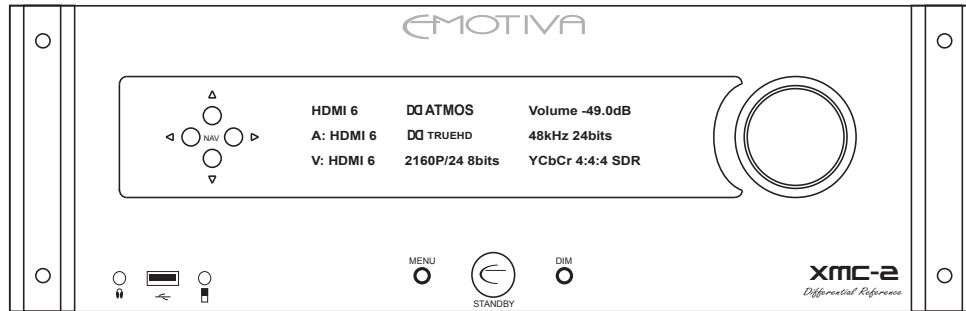 EMOTIVA
HDMI 6 DD ATMOS Volume -49.0dB
A: HDMI 6 DD TRUEHD 48kHz 24bits
NAV
V: HDMI 6 2160P/24 8bits YCbCr 4:4:4 SDR
MENU
DIM
STANDBY
XMC-2
Differential Reference